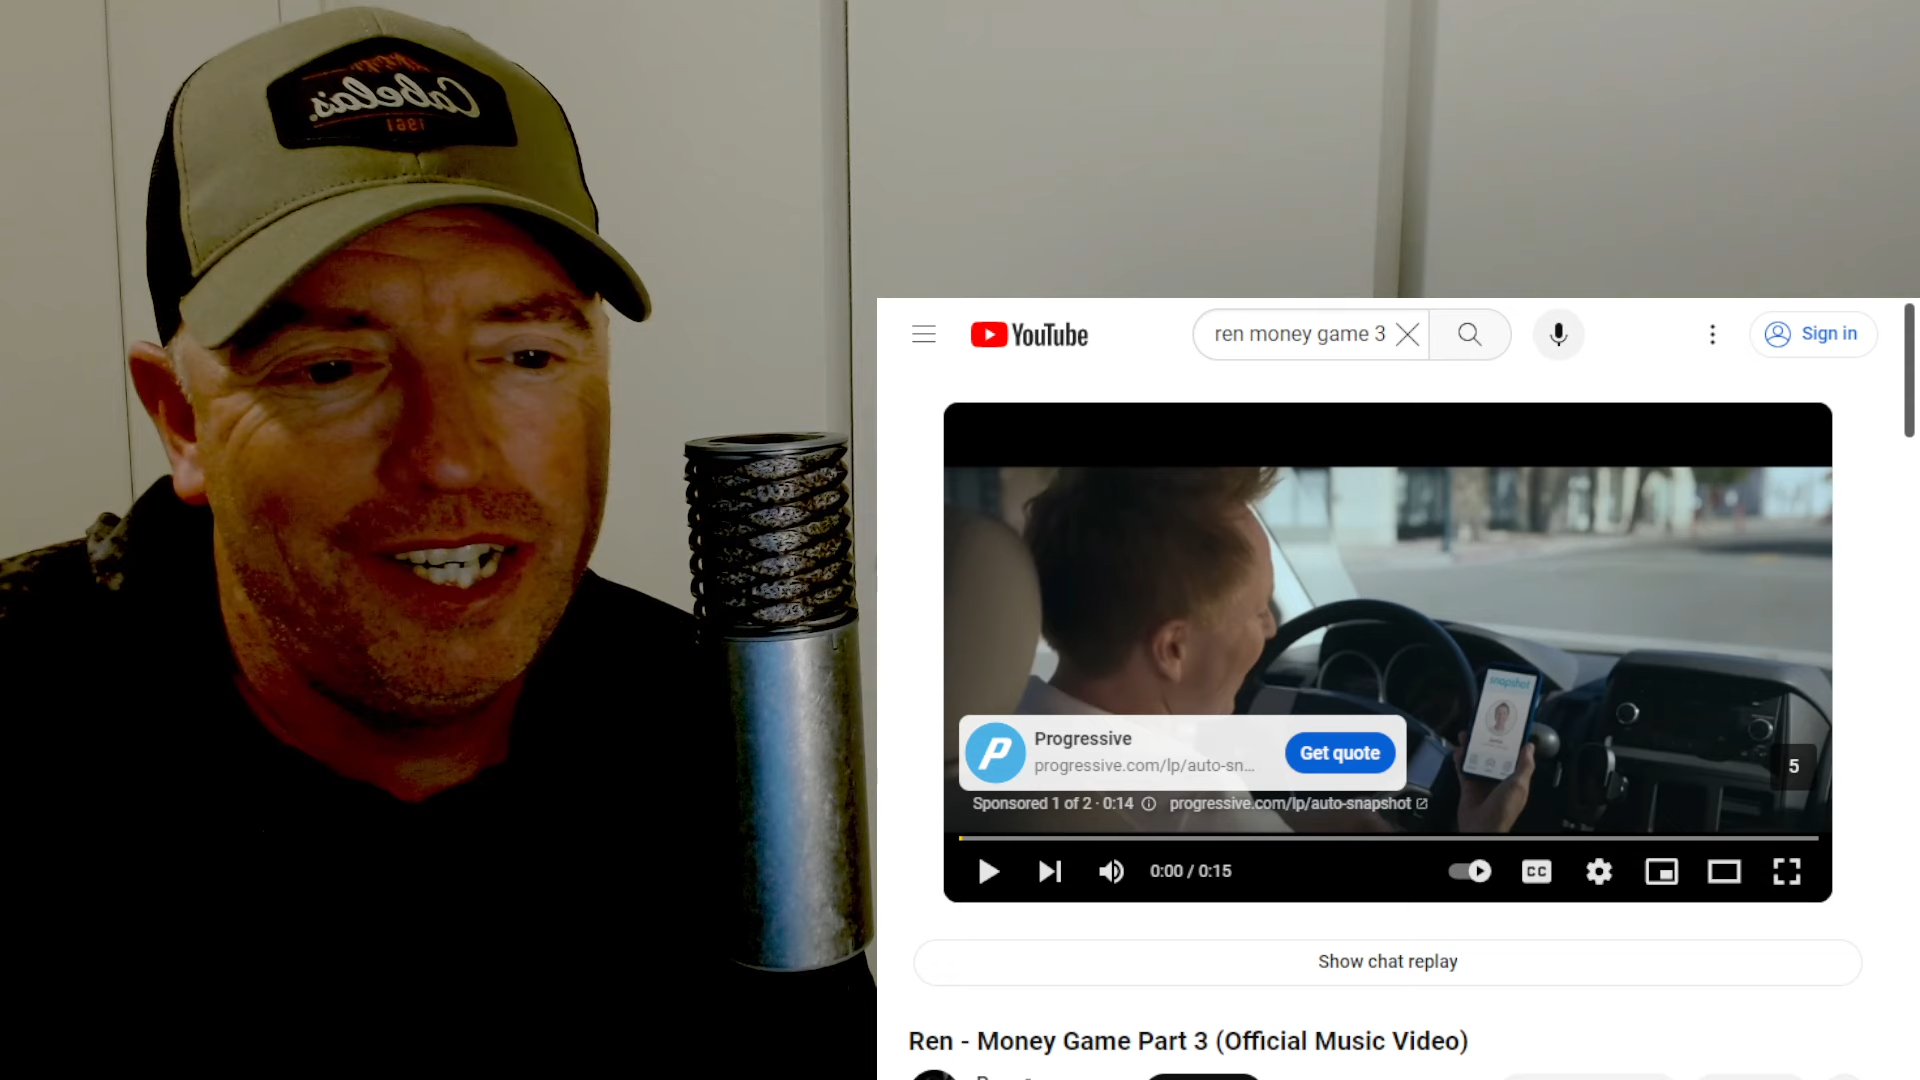 Cabela's.
1961
YouTube
ren money game 3
Sign in
snapshot
Progressive
progressive.com/lp/auto-sn...
Get quote
5
Sponsored 1 of 2 · 0:14 progressive.com/lp/auto-snapshot
0:00 / 0:15
CC
Show chat replay
Ren - Money Game Part 3 (Official Music Video)